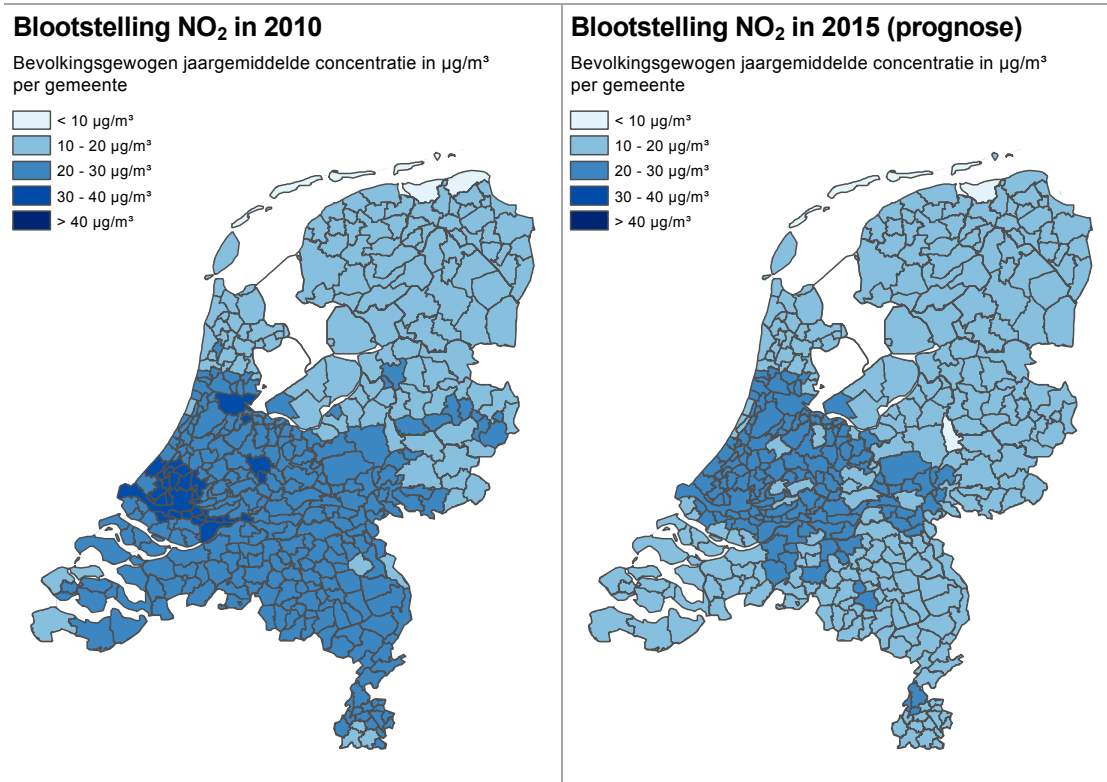 Blootstelling NO₂ in 2010
Bevolkingsgewogen jaargemiddelde concentratie in µg/m³
per gemeente
< 10 µg/m³
10 - 20 µg/m³
20 - 30 µg/m³
30 - 40 µg/m³
> 40 µg/m³
Blootstelling NO₂ in 2015 (prognose)
Bevolkingsgewogen jaargemiddelde concentratie in µg/m³
per gemeente
< 10 µg/m³
10 - 20 µg/m³
20 - 30 µg/m³
30 - 40 µg/m³
> 40 µg/m³